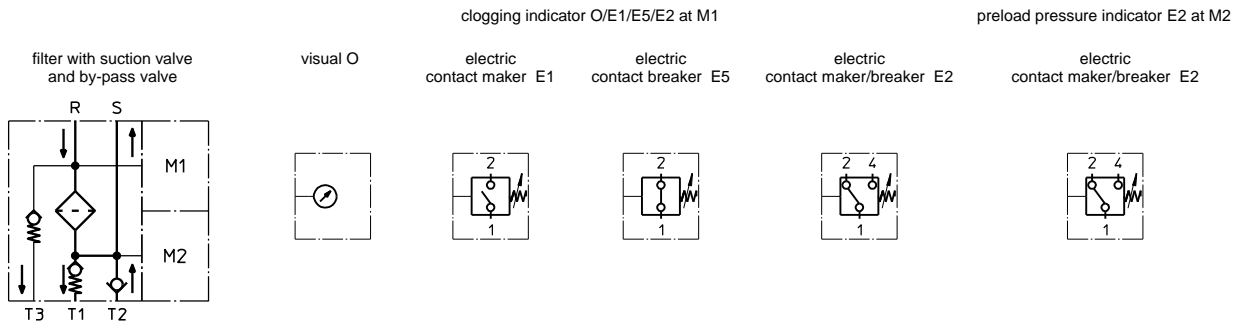 clogging indicator O/E1/E5/E2 at M1
preload pressure indicator E2 at M2
filter with suction valve
and by-pass valve
visual O
electric
contact maker E1
electric
contact breaker E5
electric
contact maker/breaker E2
electric
contact maker/breaker E2
R S
M1
M2
T3 T1 T2
2
1
2
1
2 4
1
2 4
1